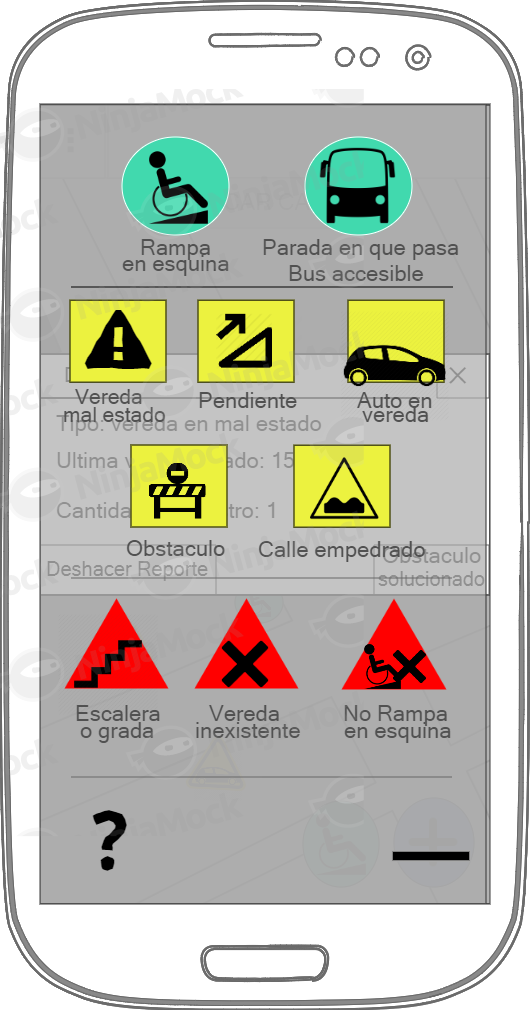 Rampa
en esquina
Parada en que pasa
Bus accesible
Vereda
mal estado
Pendiente
Auto en
vereda
Tipo: vereda en mal estado
Ultima v ado: 15
Cantida tro: 1
Obstaculo
Calle empedrado
Deshacer Reporte
Obstaculo
solucionado
Escalera
o grada
Vereda
inexistente
No Rampa
en esquina
?
NinjaMock